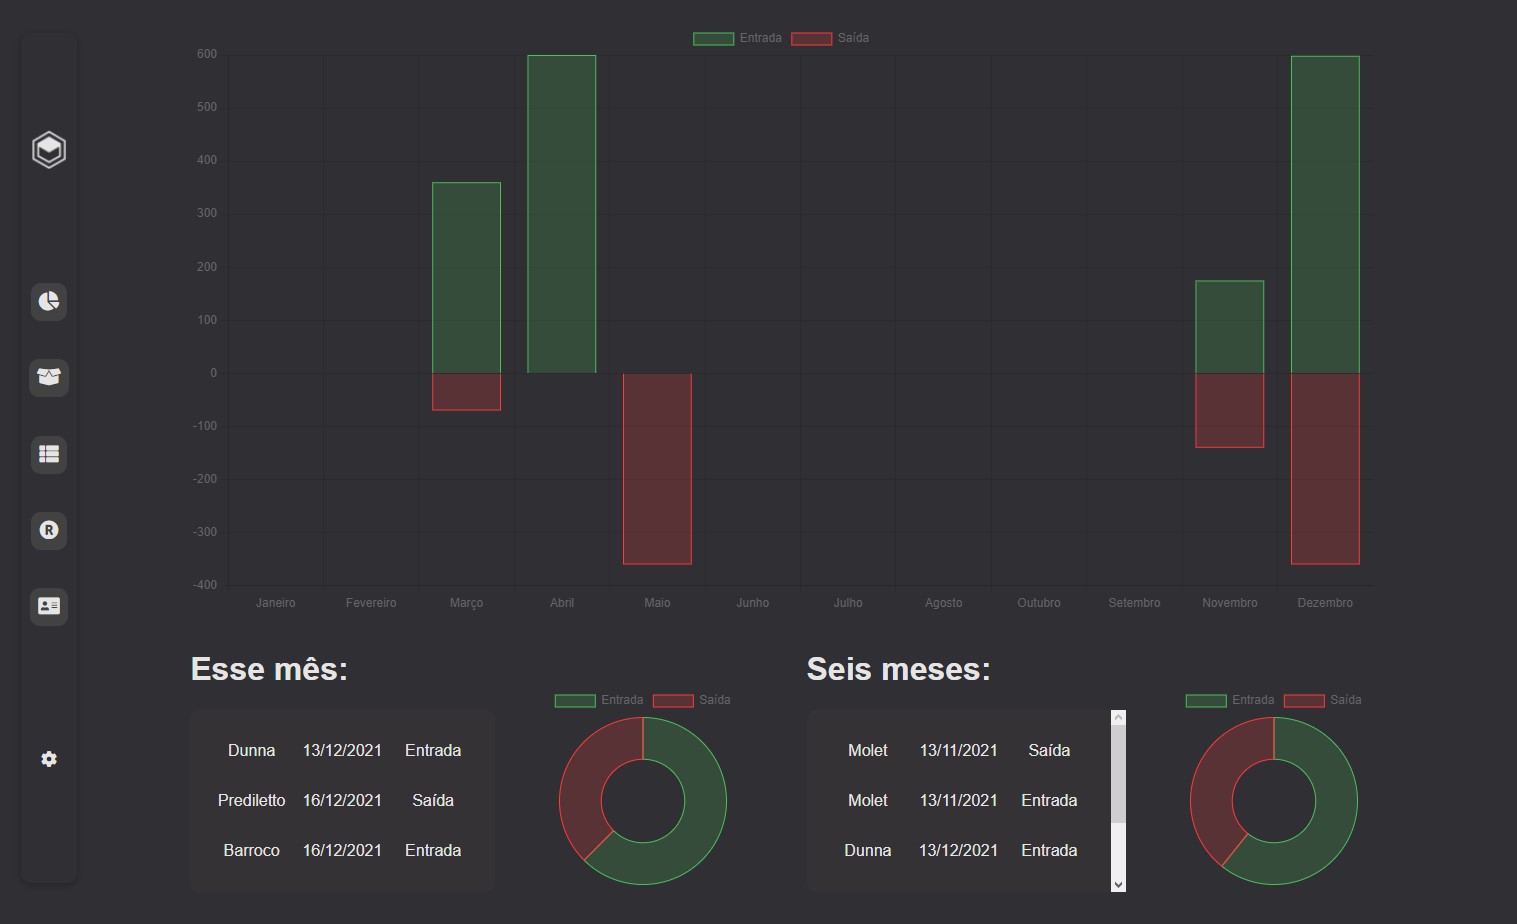 Entrada Saída
600
500
400
300
200
100
0
-100
-200
-300
-400
Janeiro Fevereiro Março Abril Maio Junho Julho Agosto Outubro Setembro Novembro Dezembro
Esse mês:
Entrada Saída
Dunna 13/12/2021 Entrada
Prediletto 16/12/2021 Saída
Barroco 16/12/2021 Entrada
Seis meses:
Entrada Saída
Molet 13/11/2021 Saída
Molet 13/11/2021 Entrada
Dunna 13/12/2021 Entrada
R